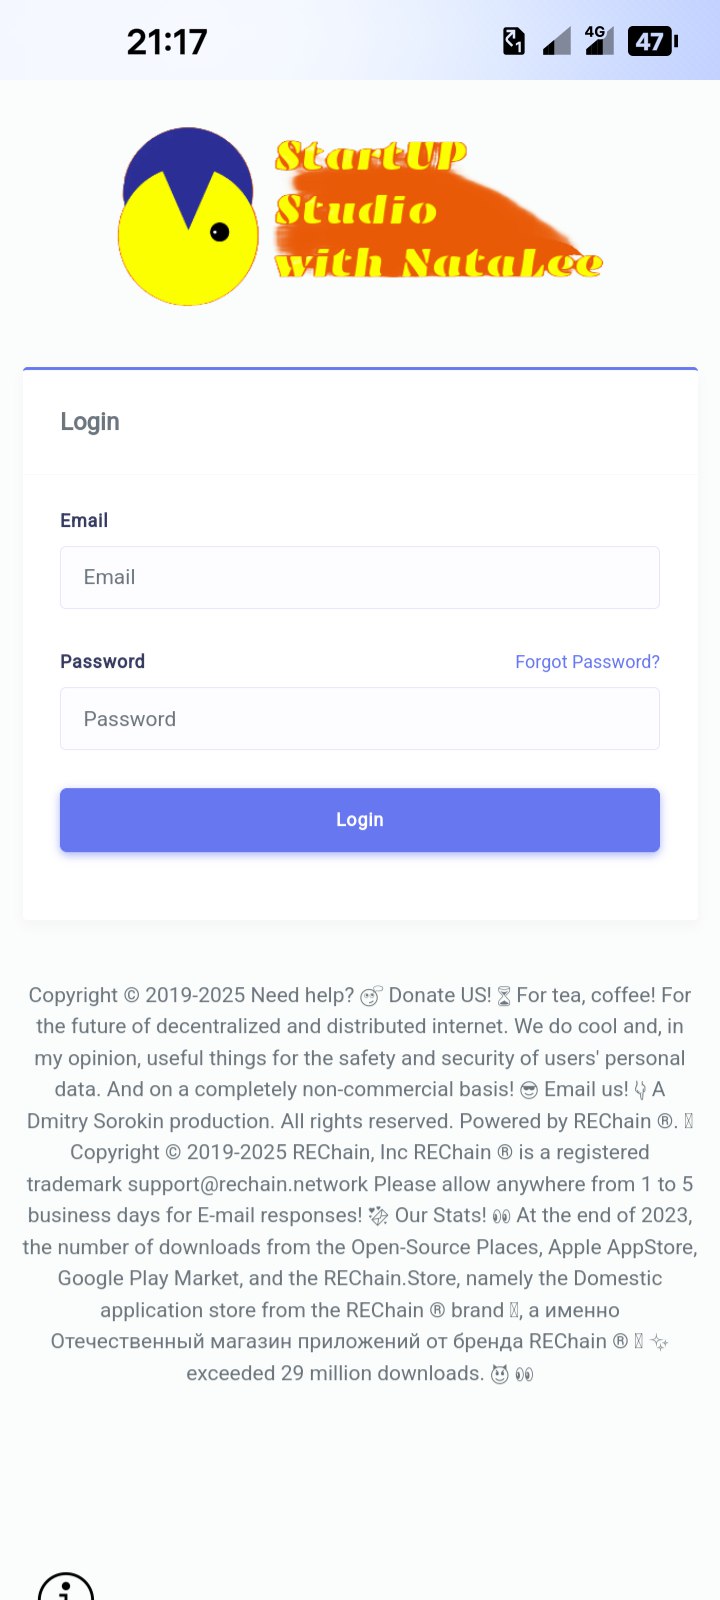 21:17
1
4G
47
StartUP
Studio
with NataLee
Login
Email
Email
Password Forgot Password?
Password
Login
Copyright © 2019-2025 Need help? 😴 Donate US! ⏳ For tea, coffee! For
the future of decentralized and distributed internet. We do cool and, in
my opinion, useful things for the safety and security of users' personal
data. And on a completely non-commercial basis! 😎 Email us! 👇 A
Dmitry Sorokin production. All rights reserved. Powered by REChain ®.
Copyright © 2019-2025 REChain, Inc REChain ® is a registered
trademark support@rechain.network Please allow anywhere from 1 to 5
business days for E-mail responses! 💸 Our Stats! 👀 At the end of 2023,
the number of downloads from the Open-Source Places, Apple AppStore,
Google Play Market, and the REChain.Store, namely the Domestic
application store from the REChain ® brand , а именно
Отечественный магазин приложений от бренда REChain ® ✨
exceeded 29 million downloads. 😈 👀